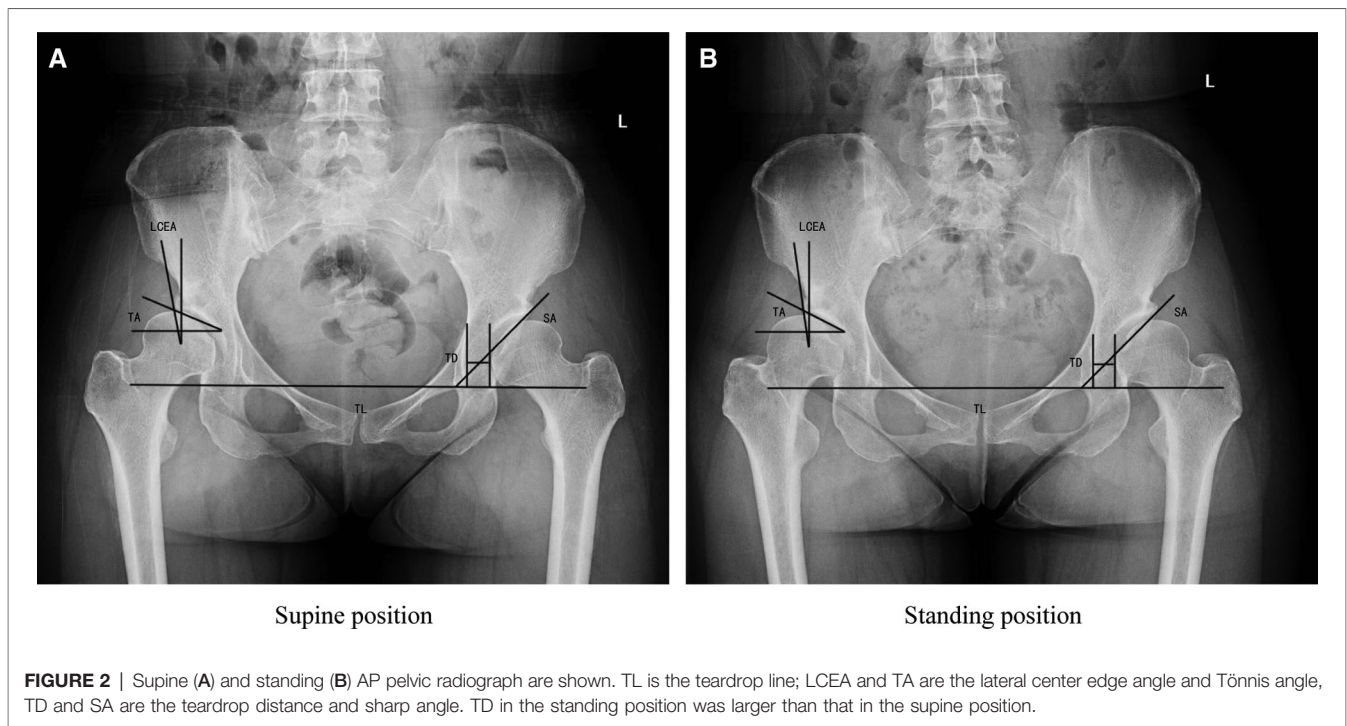 A
L
LCEA
TA
SA
TD
TL
Supine position
B
L
LCEA
TA
SA
TD
TL
Standing position
FIGURE 2 | Supine (A) and standing (B) AP pelvic radiograph are shown. TL is the teardrop line; LCEA and TA are the lateral center edge angle and Tönnis angle,
TD and SA are the teardrop distance and sharp angle. TD in the standing position was larger than that in the supine position.